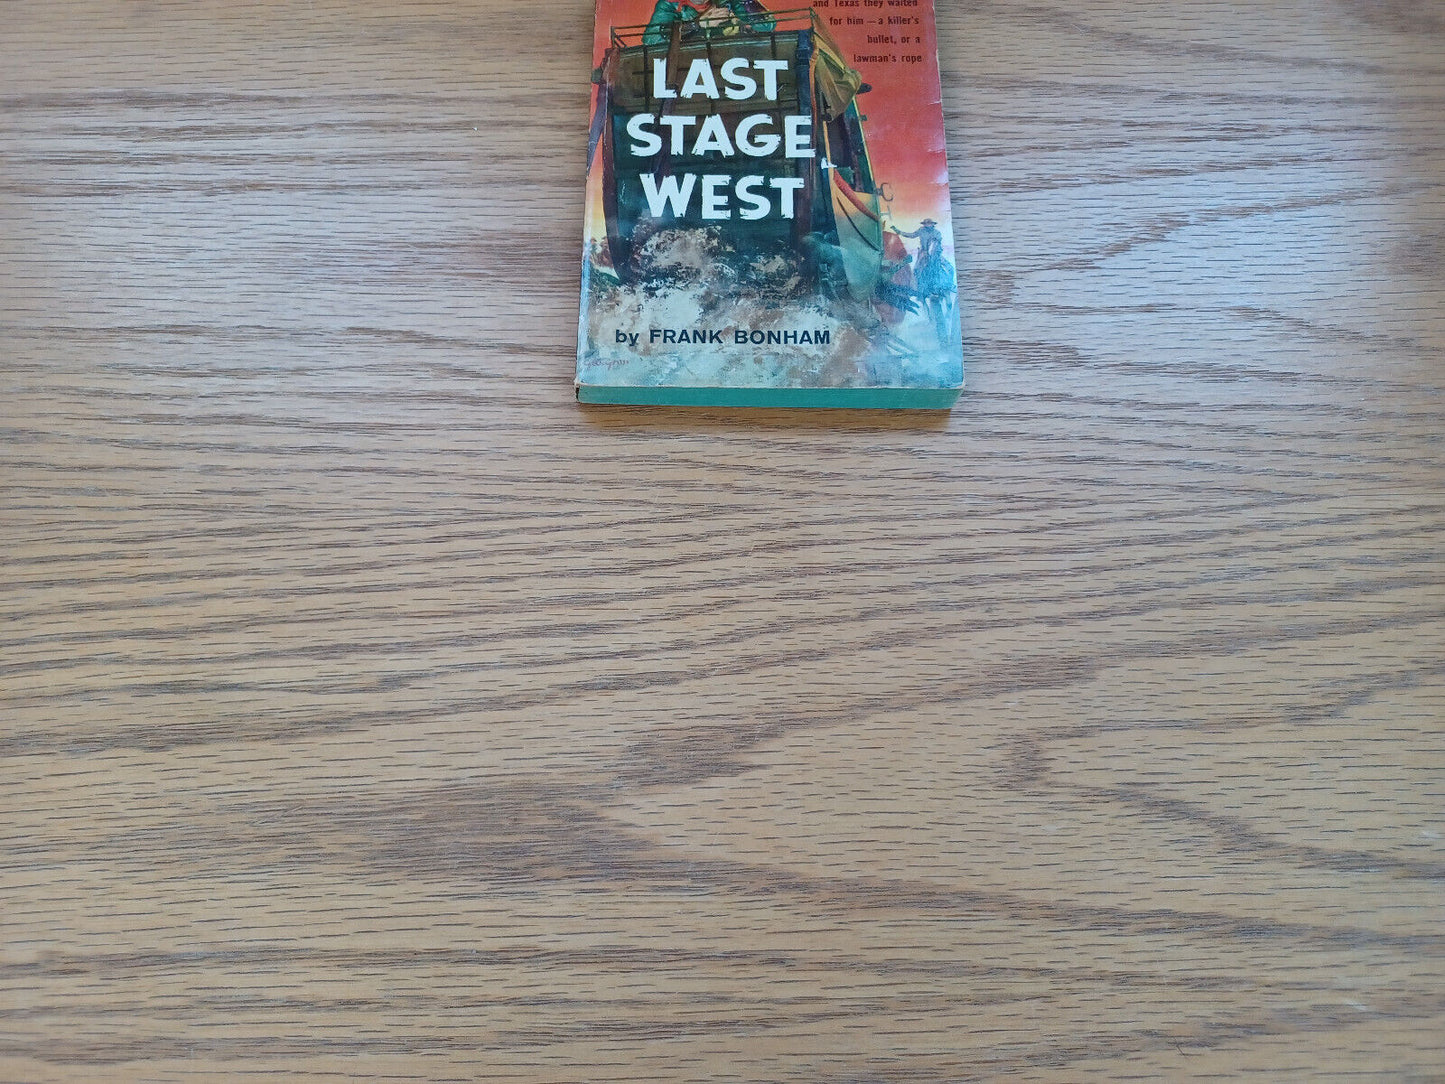 and Texas they waited
for him — a killer's
bullet, or a
lawman's rope
LAST
STAGE
WEST
by FRANK BONHAM